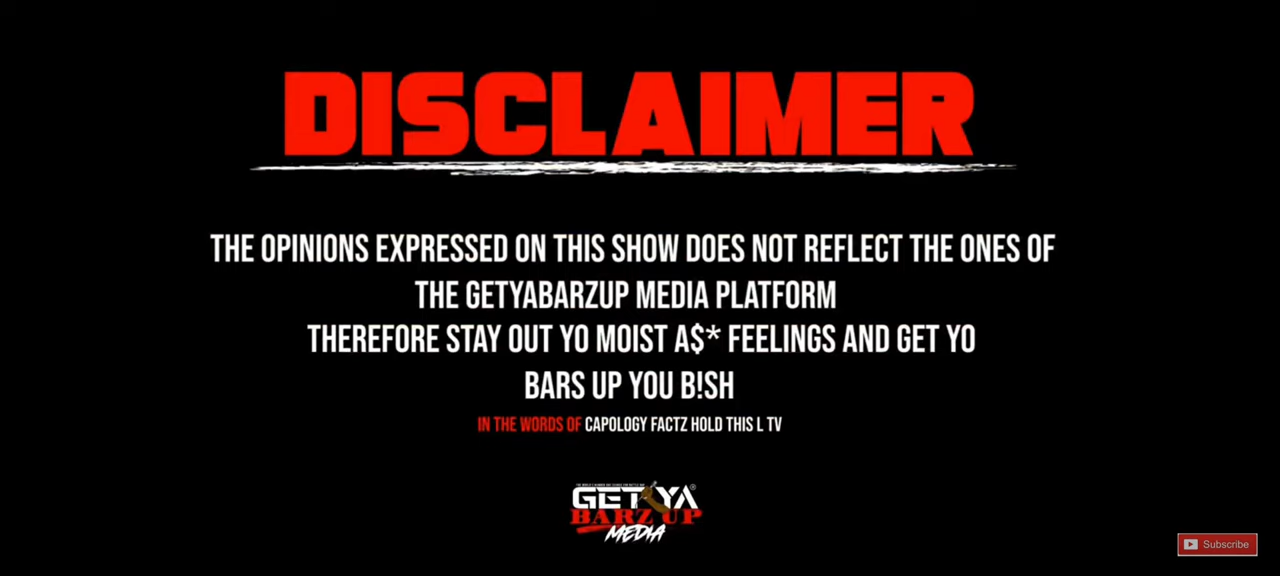 DISCLAIMER
THE OPINIONS EXPRESSED ON THIS SHOW DOES NOT REFLECT THE ONES OF
THE GETYABARZUP MEDIA PLATFORM
THEREFORE STAY OUT YO MOIST A$* FEELINGS AND GET YO
BARS UP YOU B!SH
IN THE WORDS OF CAPOLOGY FACTZ HOLD THIS L TV
GET YA®
BARZ UP
MEDIA
Subscribe